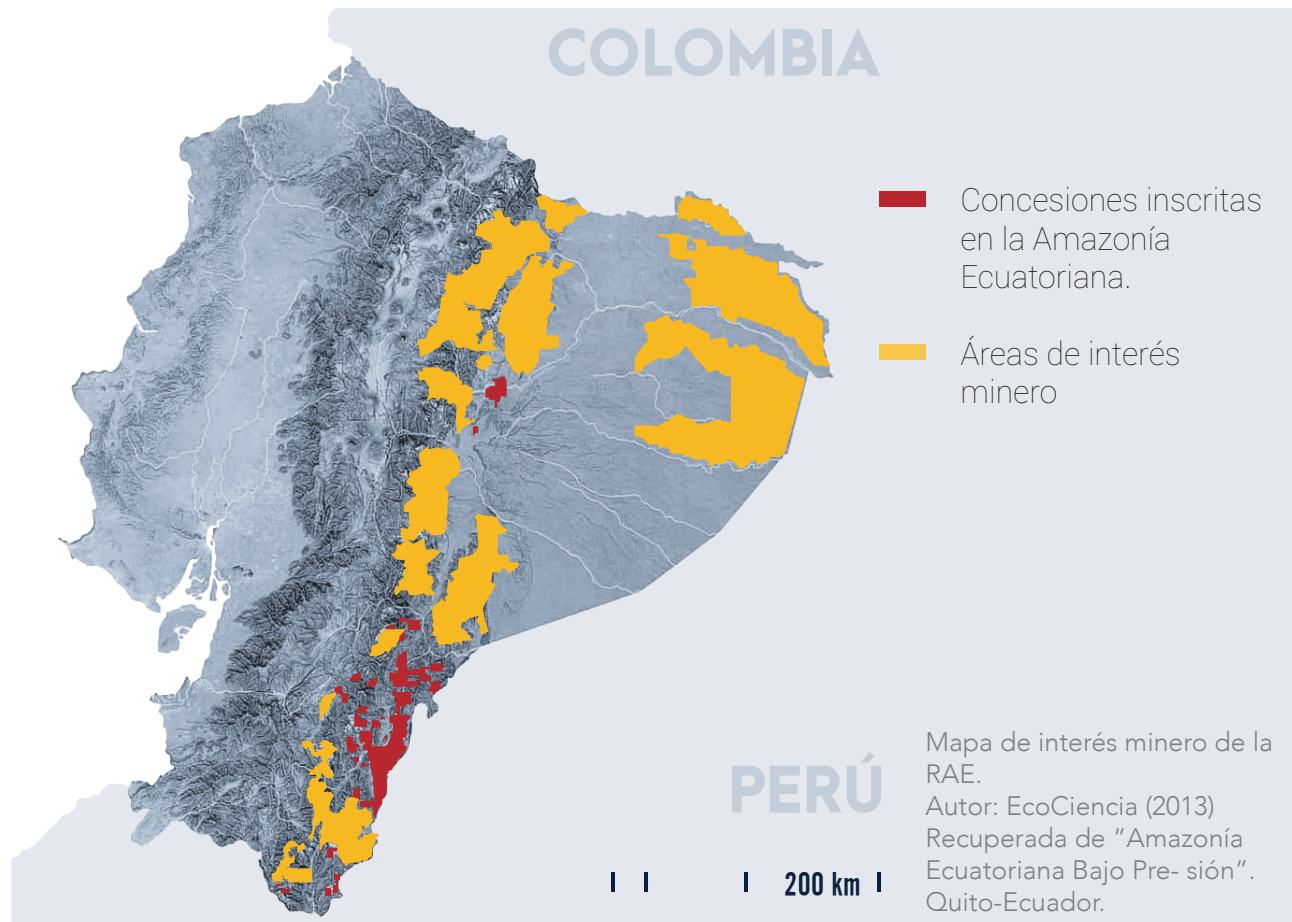 COLOMBIA
Concesiones inscritas
en la Amazonía
Ecuatoriana.
Áreas de interés
minero
PERÚ
200 km
Mapa de interés minero de la
RAE.
Autor: EcoCiencia (2013)
Recuperada de “Amazonía
Ecuatoriana Bajo Pre- sión”.
Quito-Ecuador.